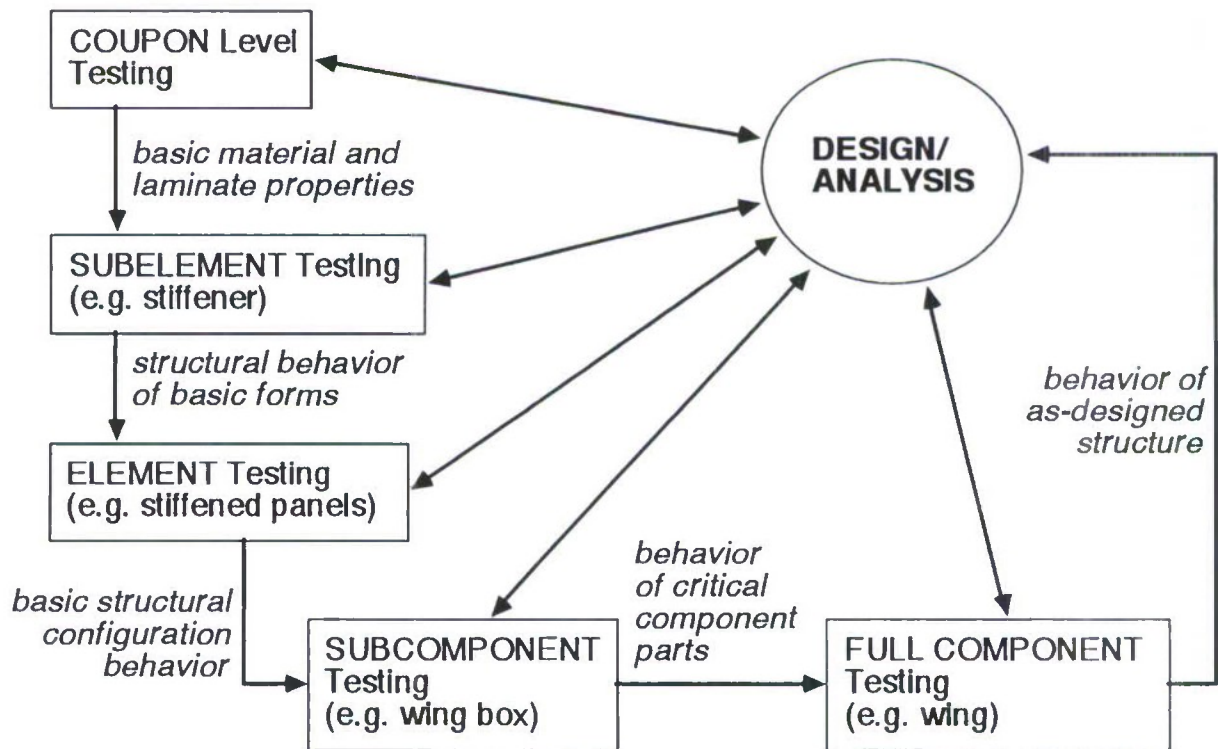 COUPON Level
Testing
basic material and
laminate properties
DESIGN/
ANALYSIS
SUBELEMENT Testing
(e.g. stiffener)
structural behavior
of basic forms
ELEMENT Testing
(e.g. stiffened panels)
behavior of
as-designed
structure
basic structural
configuration
behavior
behavior
of critical
component
parts
SUBCOMPONENT
Testing
(e.g. wing box)
FULL COMPONENT
Testing
(e.g. wing)